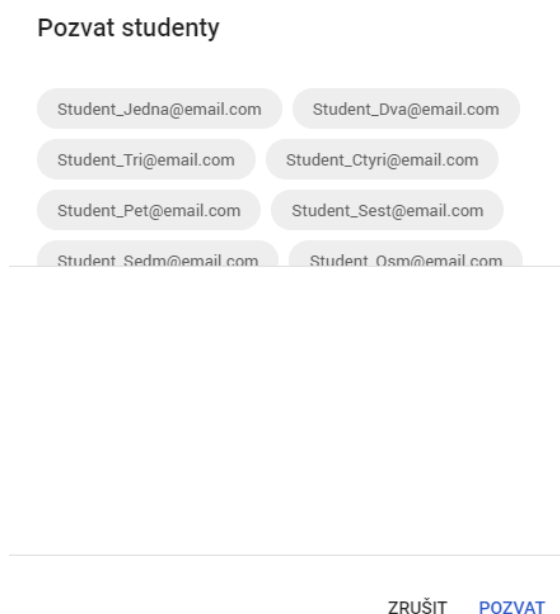 Pozvat studenty
Student_Jedna@email.com Student_Dva@email.com
Student_Tri@email.com Student_Ctyri@email.com
Student_Pet@email.com Student_Sest@email.com
Student_Sedm@email.com Student_Osm@email.com
ZRUŠIT POZVAT